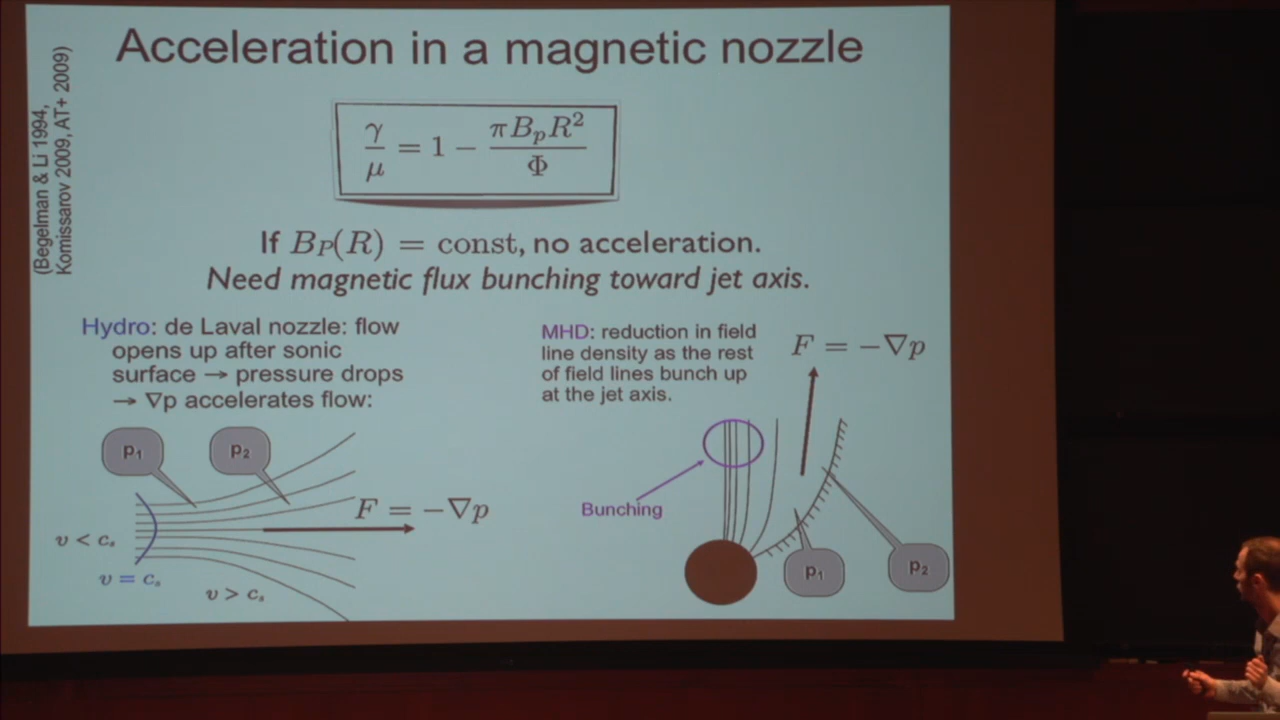 Acceleration in a magnetic nozzle
(Begelman & Li 1994,
Komissarov 2009, AT+ 2009)
γ/μ = 1 − πB_pR²/Φ
If B_P(R) = const, no acceleration.
Need magnetic flux bunching toward jet axis.
Hydro: de Laval nozzle: flow
opens up after sonic
surface → pressure drops
→ ∇p accelerates flow:
p₁
p₂
F = −∇p
v < cₛ
v = cₛ
v > cₛ
MHD: reduction in field
line density as the rest
of field lines bunch up
at the jet axis.
F = −∇p
Bunching
p₁
p₂